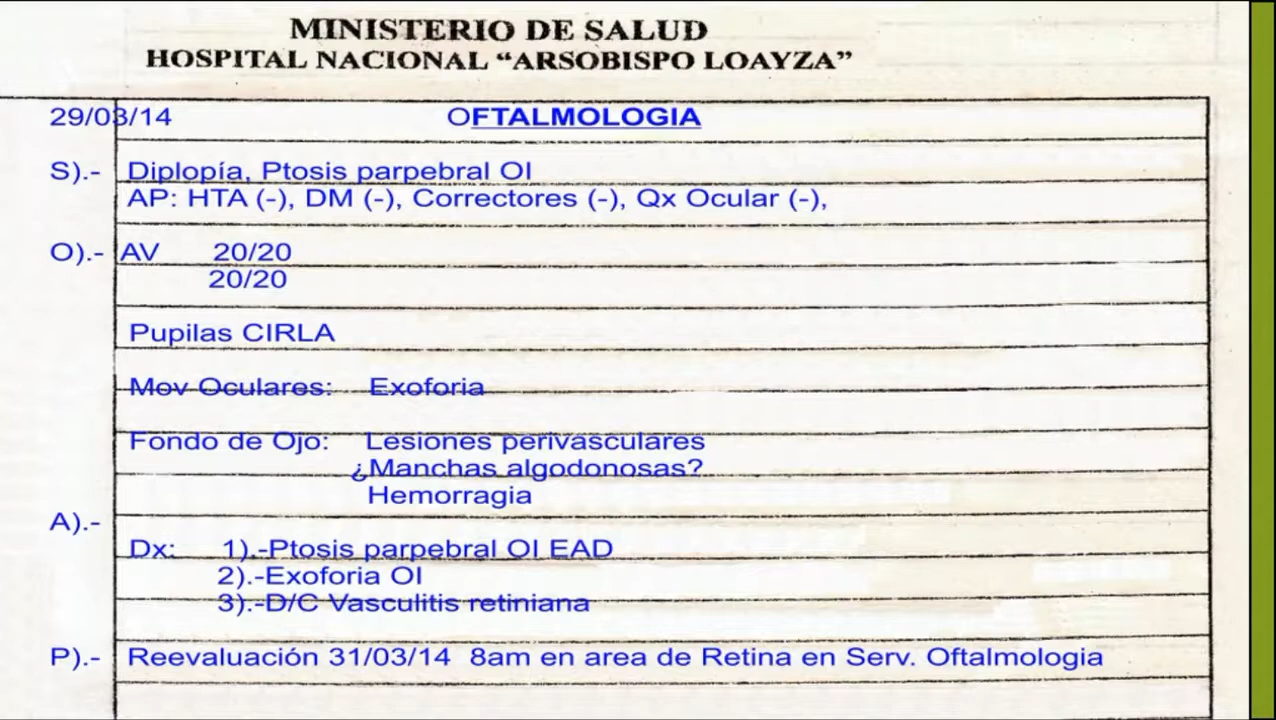 MINISTERIO DE SALUD
HOSPITAL NACIONAL “ARSOBISPO LOAYZA”
29/03/14 OFTALMOLOGIA
S).- Diplopía, Ptosis parpebral OI
AP: HTA (-), DM (-), Correctores (-), Qx Ocular (-),
O).- AV 20/20
20/20
Pupilas CIRLA
Mov Oculares: Exoforia
Fondo de Ojo: Lesiones perivasculares
¿Manchas algodonosas?
Hemorragia
A).-
Dx: 1).-Ptosis parpebral OI EAD
2).-Exoforia OI
3).-D/C Vasculitis retiniana
P).- Reevaluación 31/03/14 8am en area de Retina en Serv. Oftalmologia